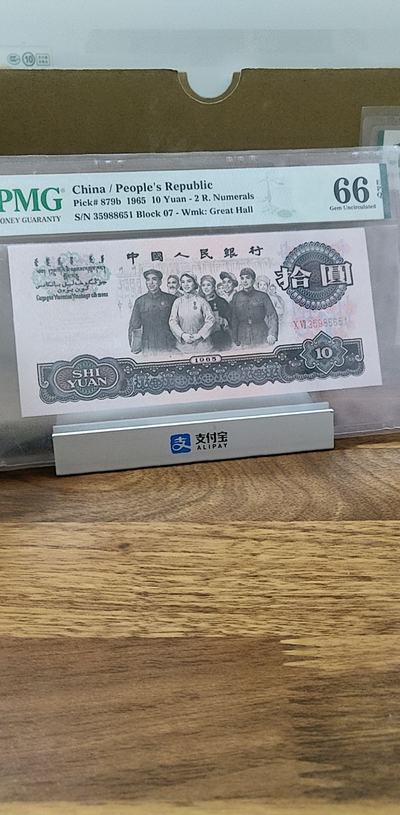 PMG
MONEY GUARANTY
China / People's Republic
Pick# 879b 1965 10 Yuan - 2 R. Numerals
S/N 35988651 Block 07 - Wmk: Great Hall
66 EPQ
Gem Uncirculated
中國人民銀行
拾圓
35988651
1965
SHI
YUAN
10
支付宝
ALIPAY